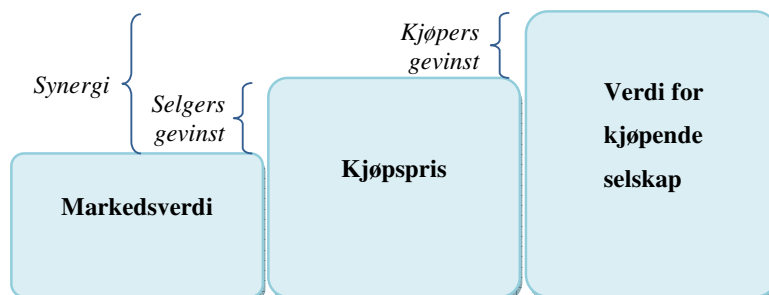 Synergi
Selgers
gevinst
Kjøpers
gevinst
Markedsverdi
Kjøpspris
Verdi for
kjøpende
selskap